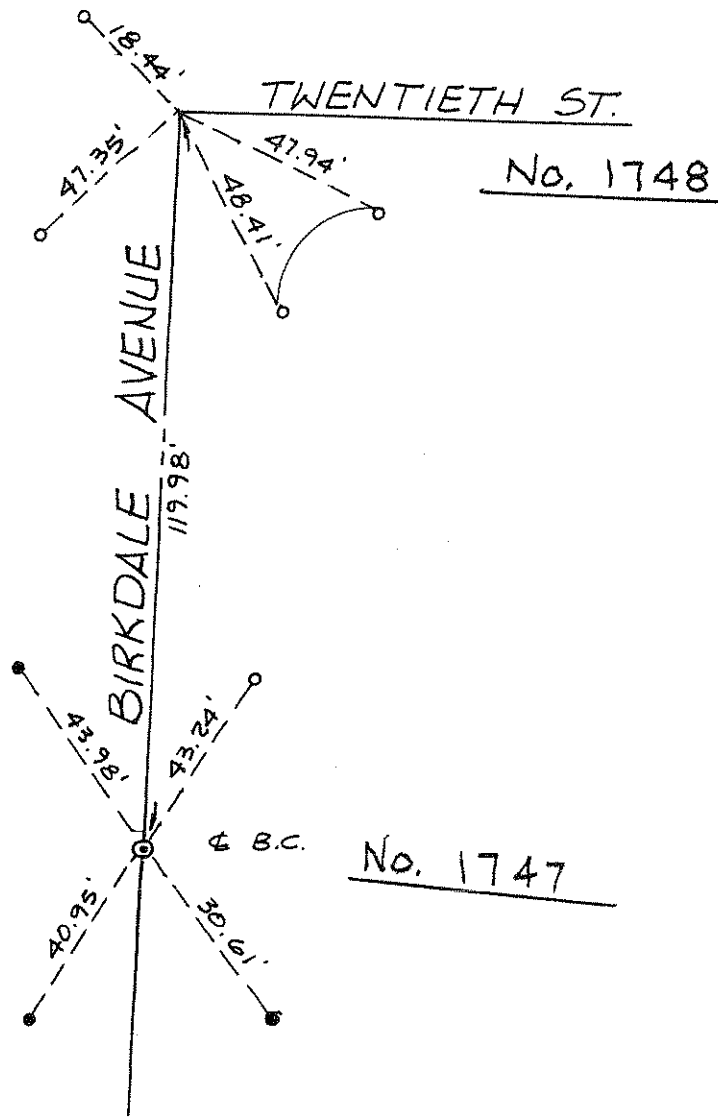 18.44'
TWENTIETH ST.
47.35'
47.94'
No. 1748
48.41'
BIRKDALE AVENUE
119.98'
43.98'
43.24'
℄ B.C.
No. 1747
40.95'
30.61'